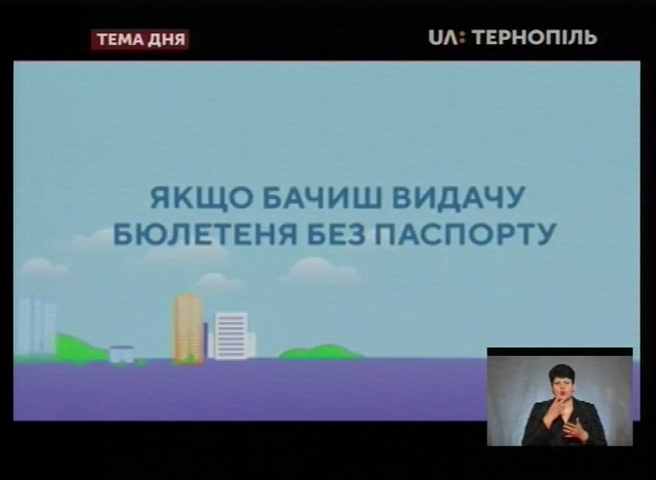 ТЕМА ДНЯ
UA: ТЕРНОПІЛЬ
ЯКЩО БАЧИШ ВИДАЧУ
БЮЛЕТЕНЯ БЕЗ ПАСПОРТУ